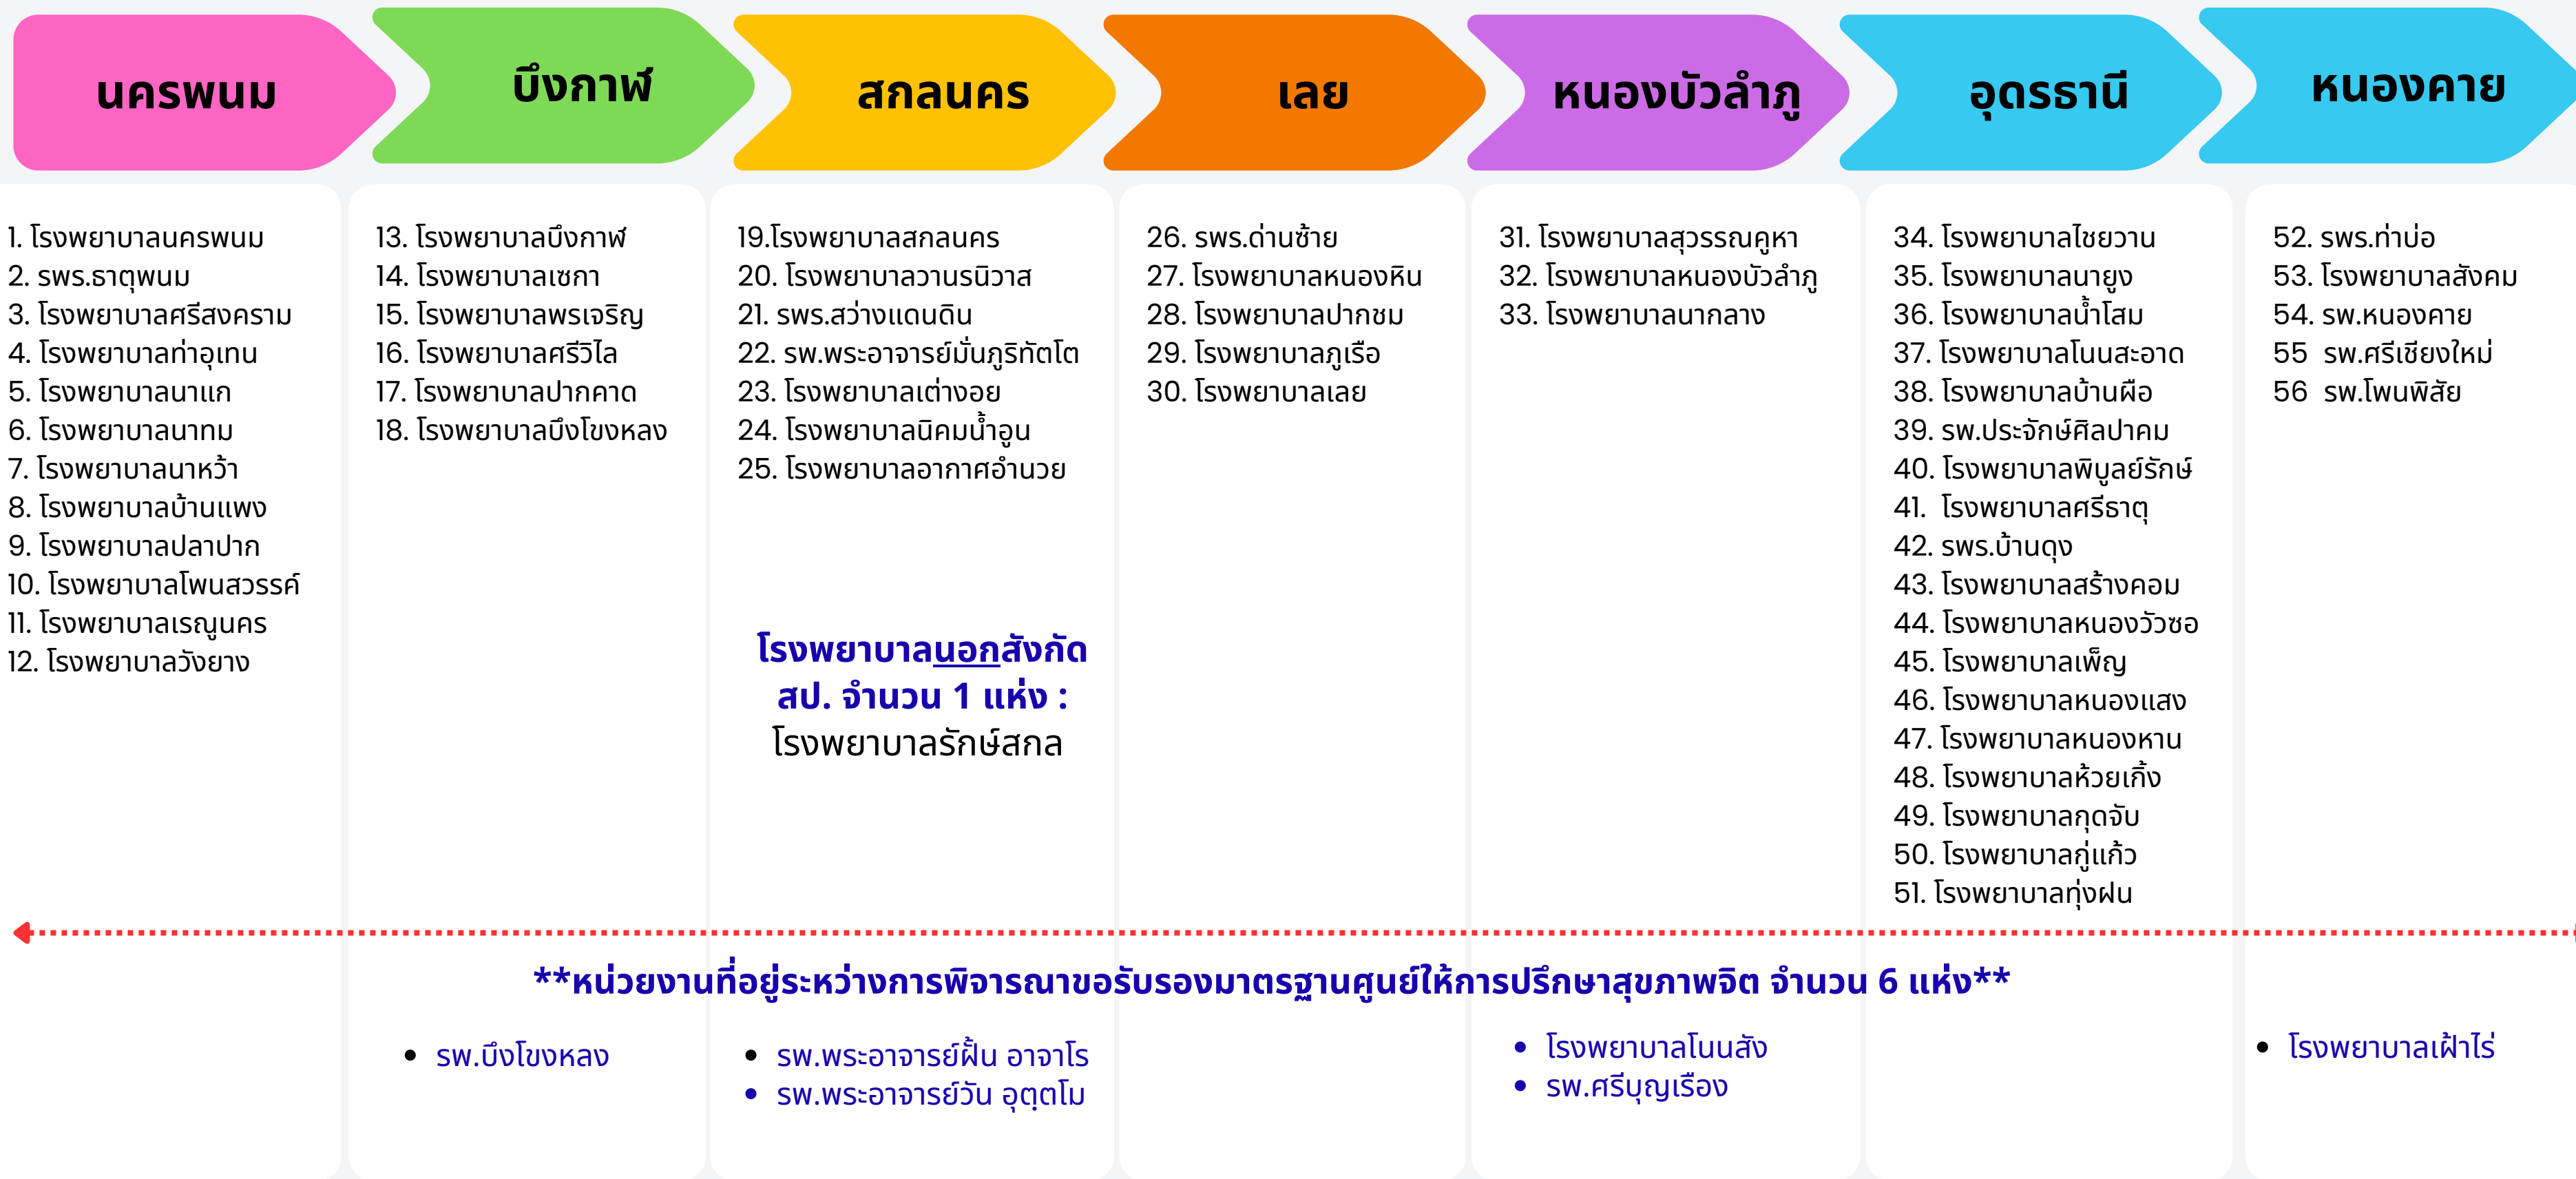 นครพนม
บึงกาฬ
สกลนคร
เลย
หนองบัวลำภู
อุดรธานี
หนองคาย
1. โรงพยาบาลนครพนม
2. รพร.ธาตุพนม
3. โรงพยาบาลศรีสงคราม
4. โรงพยาบาลท่าอุเทน
5. โรงพยาบาลนาแก
6. โรงพยาบาลนาทม
7. โรงพยาบาลนาหว้า
8. โรงพยาบาลบ้านแพง
9. โรงพยาบาลปลาปาก
10. โรงพยาบาลโพนสวรรค์
11. โรงพยาบาลเรณูนคร
12. โรงพยาบาลวังยาง
13. โรงพยาบาลบึงกาฬ
14. โรงพยาบาลเซกา
15. โรงพยาบาลพรเจริญ
16. โรงพยาบาลศรีวิไล
17. โรงพยาบาลปากคาด
18. โรงพยาบาลบึงโขงหลง
19.โรงพยาบาลสกลนคร
20. โรงพยาบาลวานรนิวาส
21. รพร.สว่างแดนดิน
22. รพ.พระอาจารย์มั่นภูริทัตโต
23. โรงพยาบาลเต่างอย
24. โรงพยาบาลนิคมน้ำอูน
25. โรงพยาบาลอากาศอำนวย
โรงพยาบาลนอกสังกัด
สป. จำนวน 1 แห่ง :
โรงพยาบาลรักษ์สกล
26. รพร.ด่านซ้าย
27. โรงพยาบาลหนองหิน
28. โรงพยาบาลปากชม
29. โรงพยาบาลภูเรือ
30. โรงพยาบาลเลย
31. โรงพยาบาลสุวรรณคูหา
32. โรงพยาบาลหนองบัวลำภู
33. โรงพยาบาลนากลาง
34. โรงพยาบาลไชยวาน
35. โรงพยาบาลนายูง
36. โรงพยาบาลน้ำโสม
37. โรงพยาบาลโนนสะอาด
38. โรงพยาบาลบ้านผือ
39. รพ.ประจักษ์ศิลปาคม
40. โรงพยาบาลพิบูลย์รักษ์
41. โรงพยาบาลศรีธาตุ
42. รพร.บ้านดุง
43. โรงพยาบาลสร้างคอม
44. โรงพยาบาลหนองวัวซอ
45. โรงพยาบาลเพ็ญ
46. โรงพยาบาลหนองแสง
47. โรงพยาบาลหนองหาน
48. โรงพยาบาลห้วยเกิ้ง
49. โรงพยาบาลกุดจับ
50. โรงพยาบาลกู่แก้ว
51. โรงพยาบาลทุ่งฝน
52. รพร.ท่าบ่อ
53. โรงพยาบาลสังคม
54. รพ.หนองคาย
55 รพ.ศรีเชียงใหม่
56 รพ.โพนพิสัย
**หน่วยงานที่อยู่ระหว่างการพิจารณาขอรับรองมาตรฐานศูนย์ให้การปรึกษาสุขภาพจิต จำนวน 6 แห่ง**
• รพ.บึงโขงหลง
• รพ.พระอาจารย์ฝั้น อาจาโร
• รพ.พระอาจารย์วัน อุตฺตโม
• โรงพยาบาลโนนสัง
• รพ.ศรีบุญเรือง
• โรงพยาบาลเฝ้าไร่